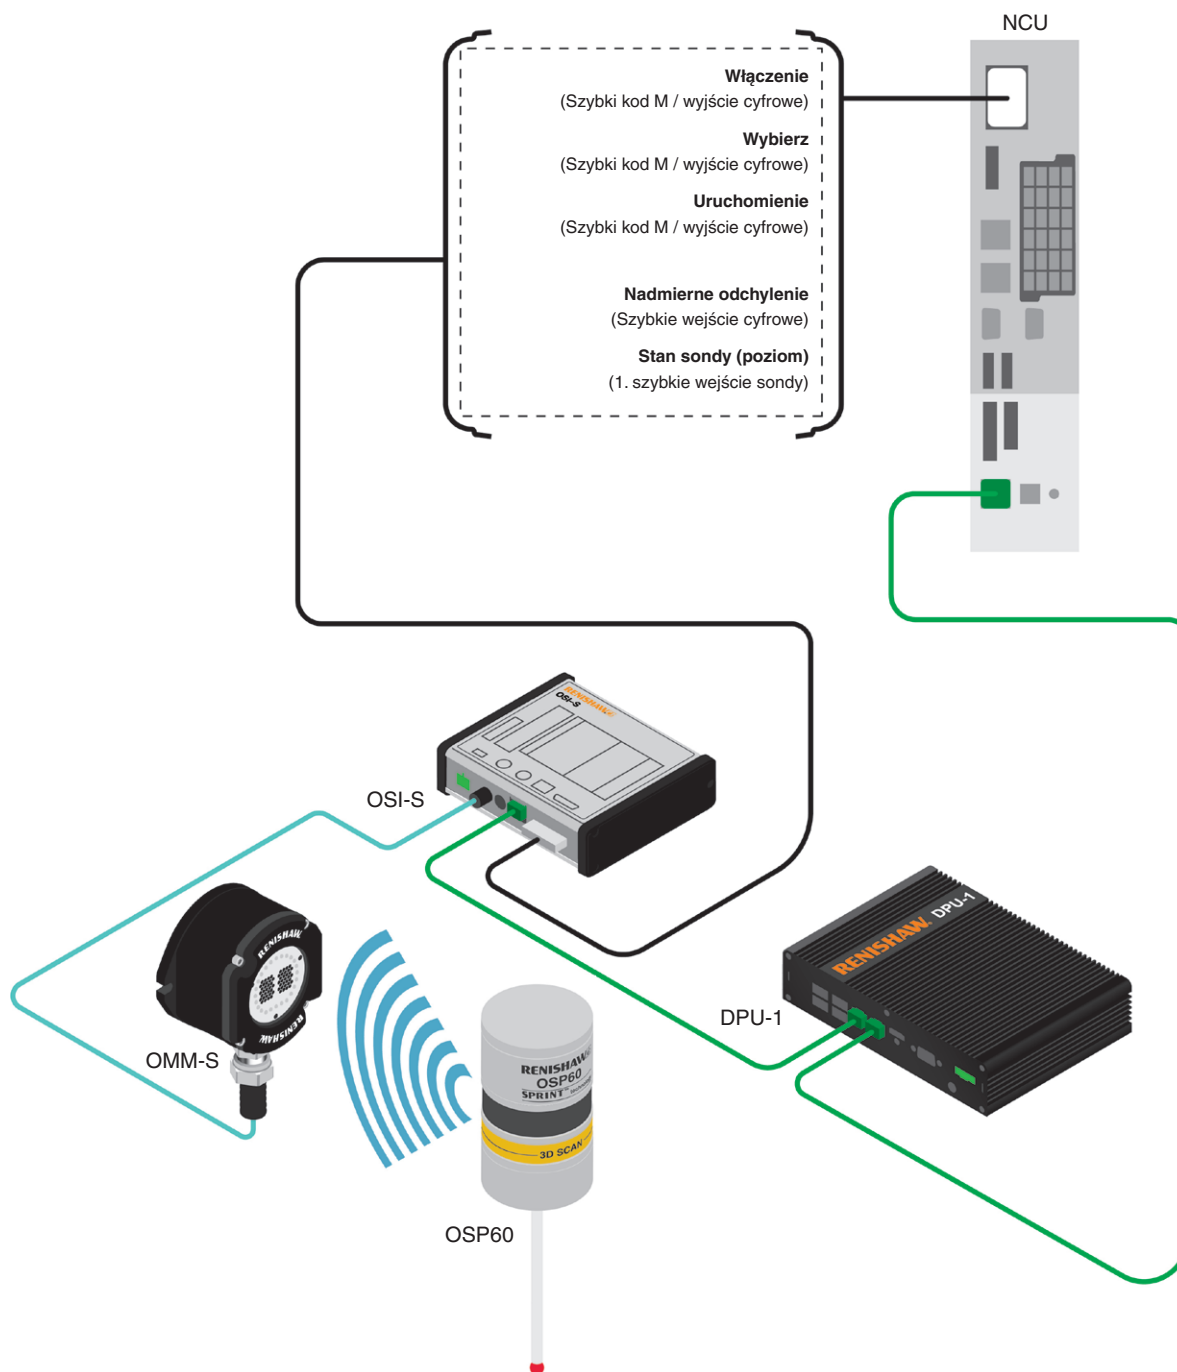 NCU
Włączenie
(Szybki kod M / wyjście cyfrowe)
Wybierz
(Szybki kod M / wyjście cyfrowe)
Uruchomienie
(Szybki kod M / wyjście cyfrowe)
Nadmierne odchylenie
(Szybkie wejście cyfrowe)
Stan sondy (poziom)
(1. szybkie wejście sondy)
RENISHAW
OSI-S
OSI-S
RENISHAW
DPU-1
DPU-1
RENISHAW
RENISHAW
OMM-S
RENISHAW
OSP60
SPRINT™ technology
3D SCAN
OSP60